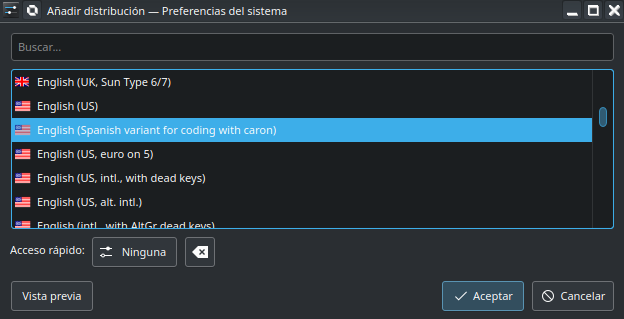 Añadir distribución — Preferencias del sistema
Buscar...
English (UK, Sun Type 6/7)
English (US)
English (Spanish variant for coding with caron)
English (US, euro on 5)
English (US, intl., with dead keys)
English (US, alt. intl.)
English (intl., with AltGr dead keys)
Acceso rápido: Ninguna
Vista previa Aceptar Cancelar